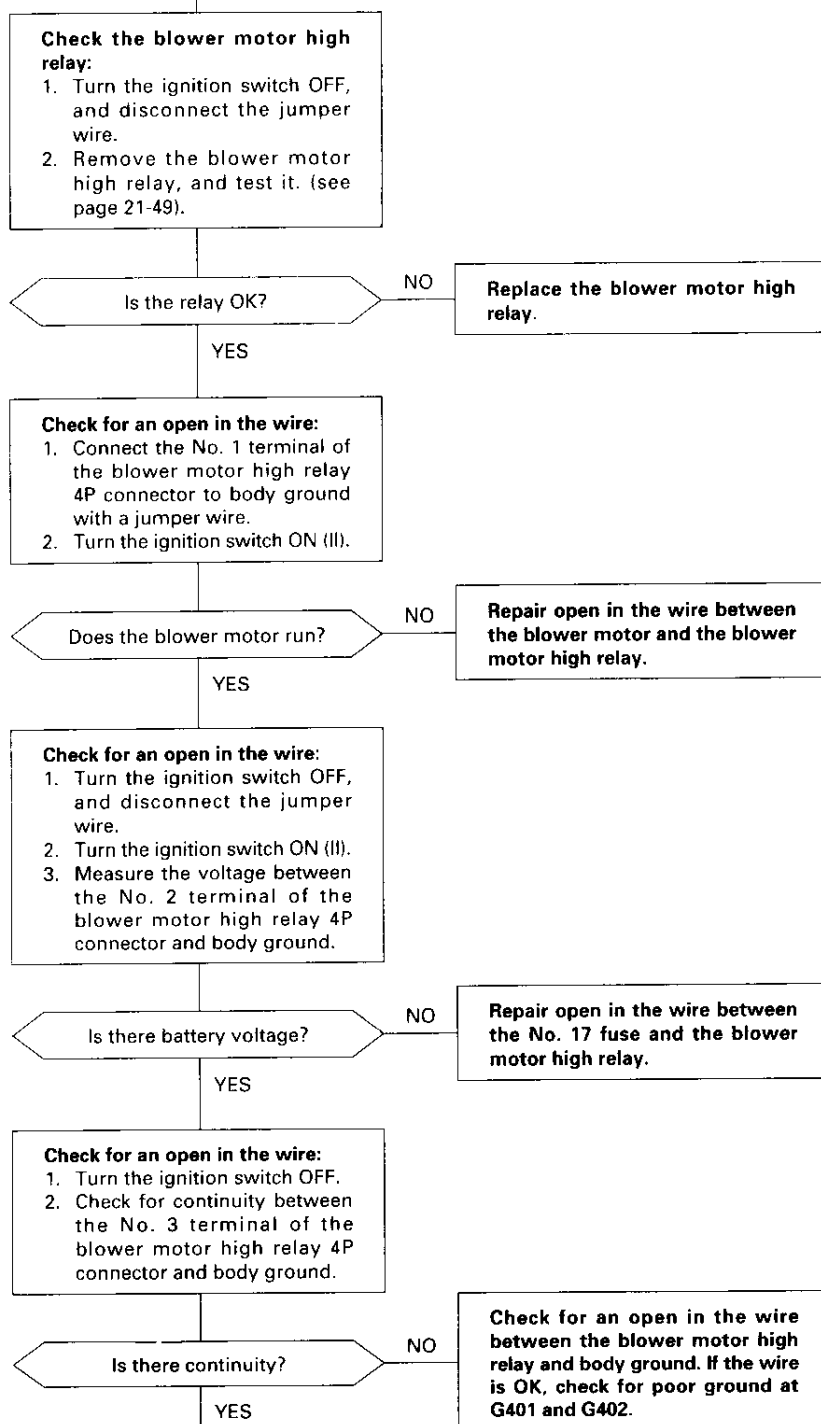 Check the blower motor high
relay:
1. Turn the ignition switch OFF,
and disconnect the jumper
wire.
2. Remove the blower motor
high relay, and test it. (see
page 21-49).
Is the relay OK?
NO
Replace the blower motor high
relay.
YES
Check for an open in the wire:
1. Connect the No. 1 terminal of
the blower motor high relay
4P connector to body ground
with a jumper wire.
2. Turn the ignition switch ON (II).
Does the blower motor run?
NO
Repair open in the wire between
the blower motor and the blower
motor high relay.
YES
Check for an open in the wire:
1. Turn the ignition switch OFF,
and disconnect the jumper
wire.
2. Turn the ignition switch ON (II).
3. Measure the voltage between
the No. 2 terminal of the
blower motor high relay 4P
connector and body ground.
Is there battery voltage?
NO
Repair open in the wire between
the No. 17 fuse and the blower
motor high relay.
YES
Check for an open in the wire:
1. Turn the ignition switch OFF.
2. Check for continuity between
the No. 3 terminal of the
blower motor high relay 4P
connector and body ground.
Is there continuity?
NO
Check for an open in the wire
between the blower motor high
relay and body ground. If the wire
is OK, check for poor ground at
G401 and G402.
YES